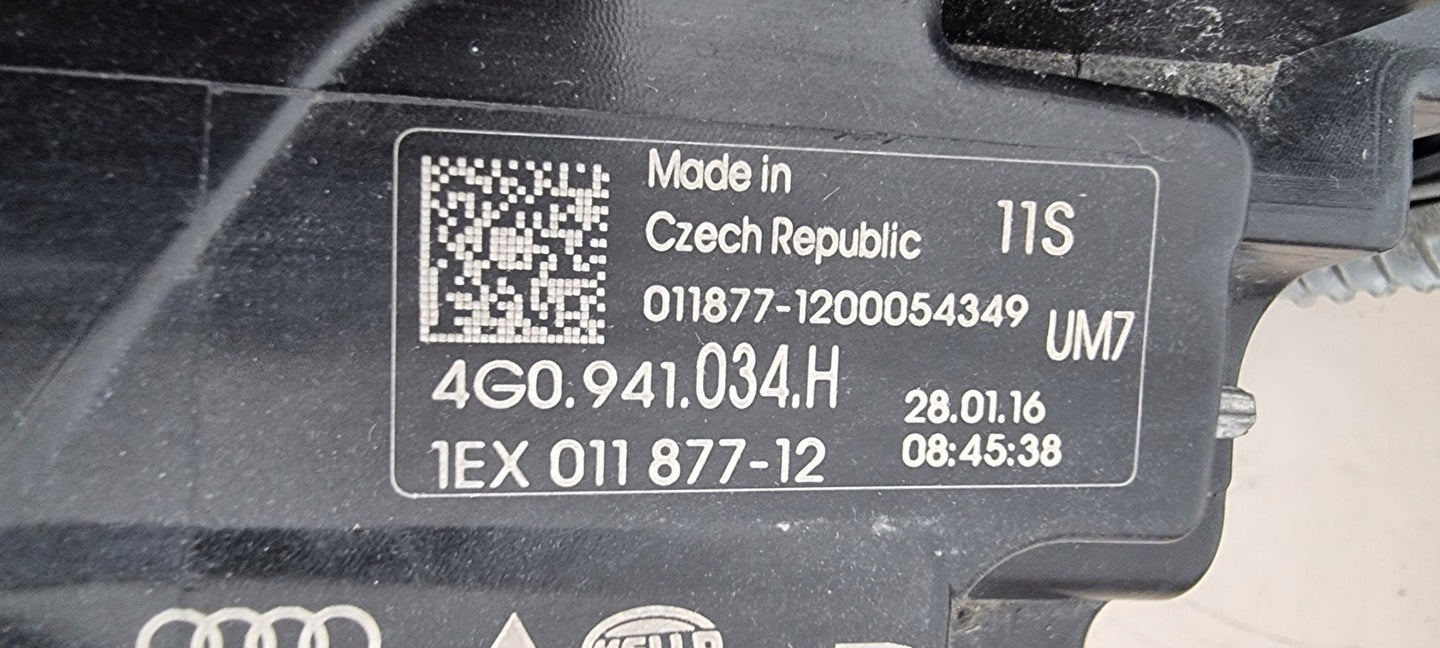 Made in
Czech Republic
11S
011877-1200054349
UM7
4G0.941.034.H
28.01.16
1EX 011 877-12
08:45:38
HELLA